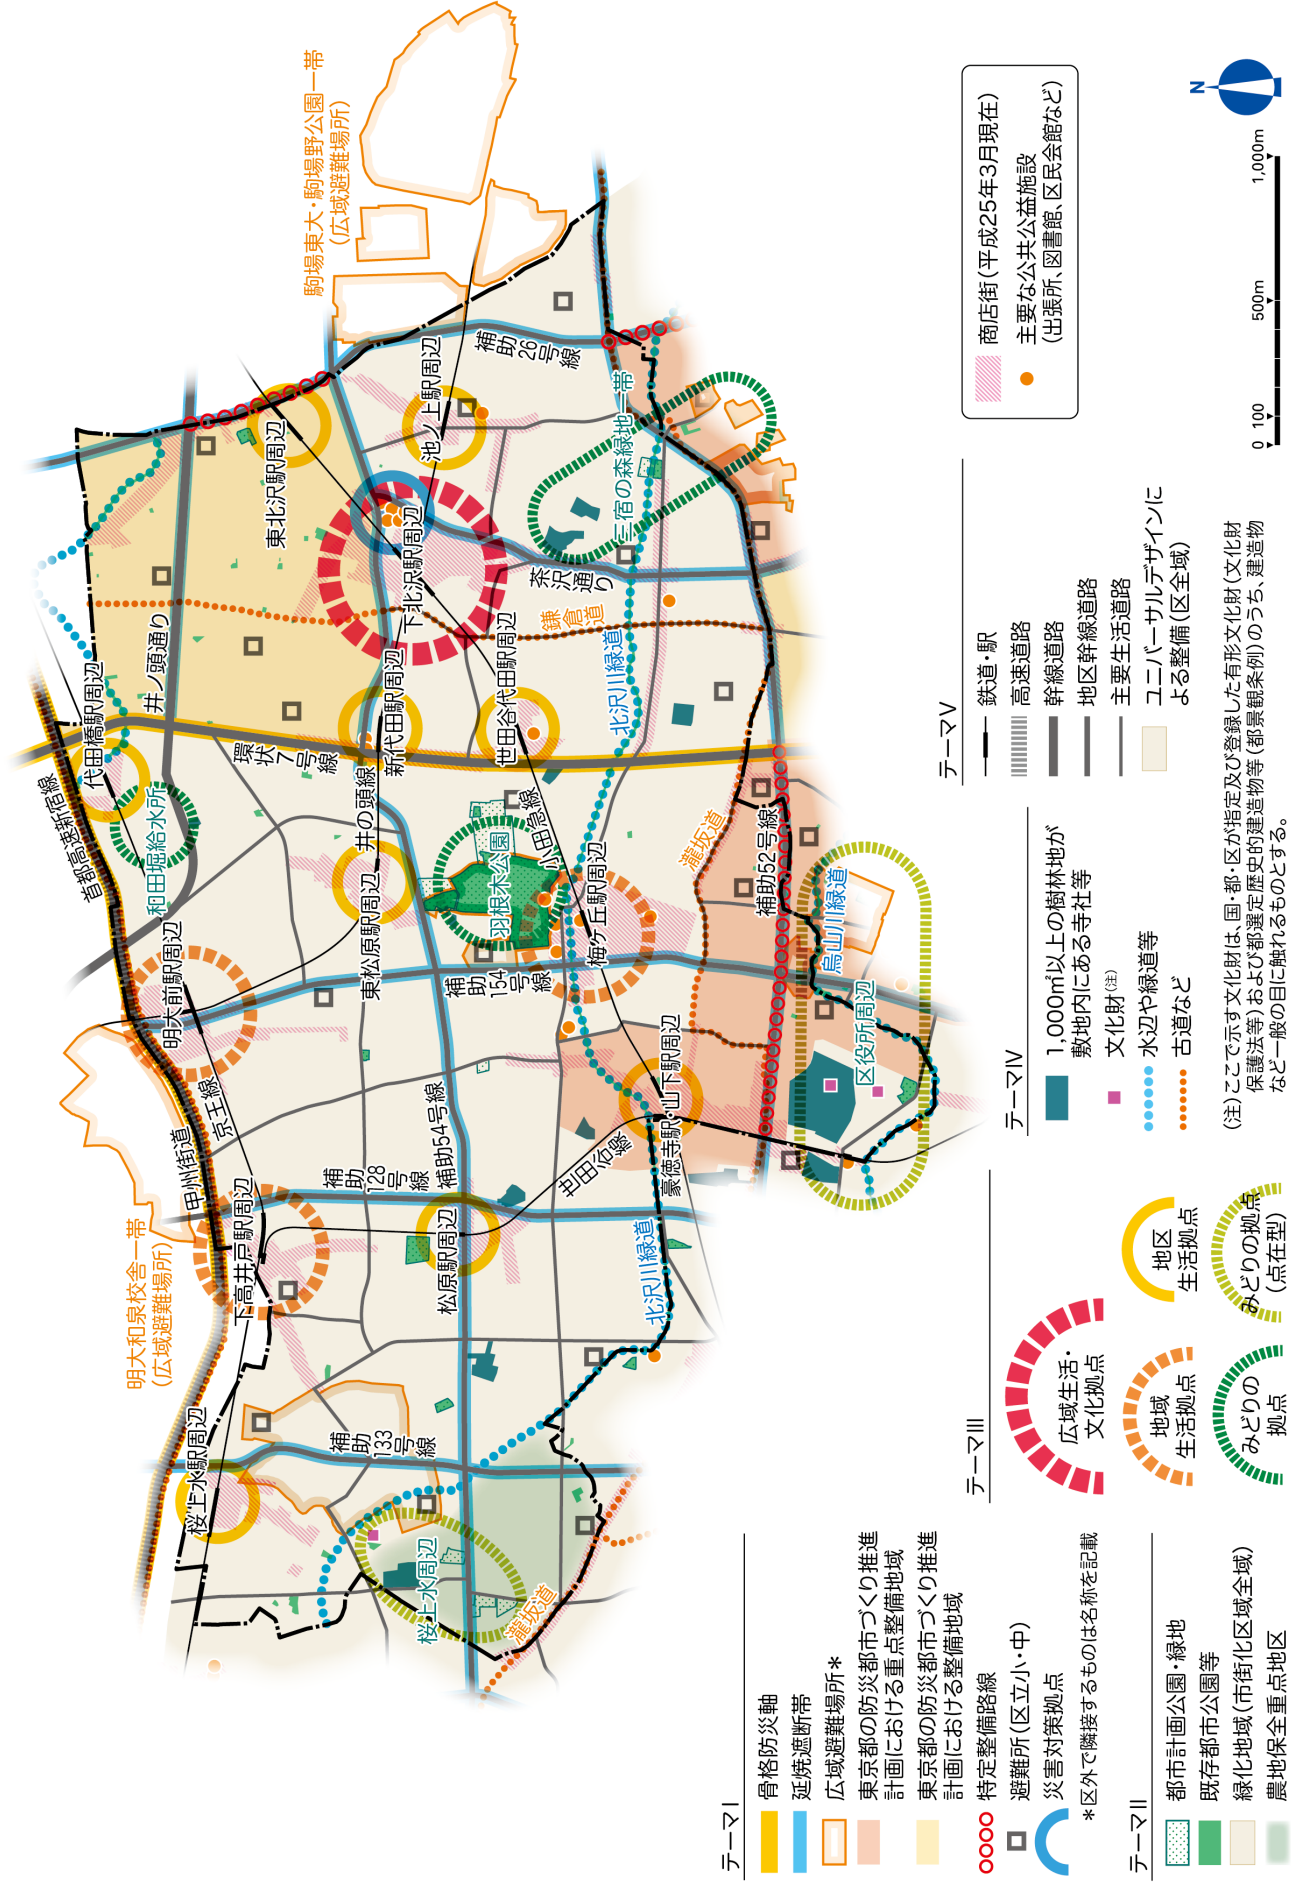 駒場東大・駒場野公園一帯
（広域避難場所）
明大和泉校舎一帯
（広域避難場所）
首都高速新宿線
甲州街道
京王線
代田橋駅周辺
和田堀給水所
明大前駅周辺
下高井戸駅周辺
桜上水駅周辺
井ノ頭通り
環状
7号線
東北沢駅周辺
下北沢駅周辺
池ノ上駅周辺
新代田駅周辺
世田谷代田駅周辺
井の頭線
東松原駅周辺
羽根木公園
小田急線
梅ヶ丘駅周辺
補助
154
号線
補助
26
号線
三宿の森緑地一帯
茶沢通り
鎌倉道
北沢川緑道
滝坂道
補助52号線
烏山川緑道
区役所周辺
豪徳寺駅・山下駅周辺
世田谷線
補助54号線
補助
128
号線
松原駅周辺
北沢川緑道
補助
133
号線
桜上水周辺
滝坂道
テーマⅠ
骨格防災軸
延焼遮断帯
広域避難場所＊
東京都の防災都市づくり推進
計画における重点整備地域
東京都の防災都市づくり推進
計画における整備地域
特定整備路線
避難所（区立小・中）
災害対策拠点
＊区外で隣接するものは名称を記載
テーマⅡ
都市計画公園・緑地
既存都市公園等
緑化地域（市街化区域全域）
農地保全重点地区
テーマⅢ
広域生活・
文化拠点
地域
生活拠点
地区
生活拠点
みどりの
拠点
みどりの拠点
（点在型）
テーマⅣ
1,000㎡以上の樹林地が
敷地内にある寺社等
文化財（注）
水辺や緑道等
古道など
テーマⅤ
鉄道・駅
高速道路
幹線道路
地区幹線道路
主要生活道路
ユニバーサルデザインに
よる整備（区全域）
商店街（平成25年3月現在）
主要な公共公益施設
（出張所、図書館、区民会館など）
（注）ここで示す文化財は、国・都・区が指定及び登録した有形文化財（文化財
保護法等）および都選定歴史的建造物等（都景観条例）のうち、建造物
など一般の目に触れるものとする。
N
0 100 500m 1,000m